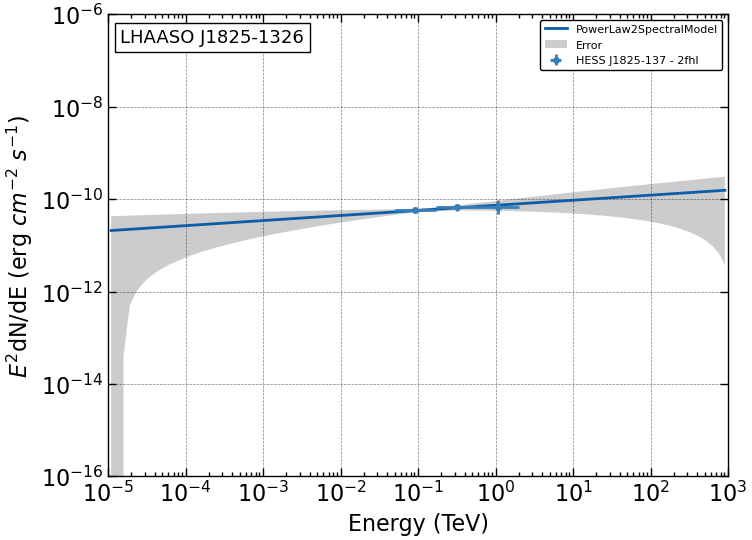 10⁻⁶
LHAASO J1825-1326
PowerLaw2SpectralModel
Error
HESS J1825-137 - 2fhl
10⁻⁸
10⁻¹⁰
10⁻¹²
10⁻¹⁴
10⁻¹⁶
E²dN/dE (erg cm⁻² s⁻¹)
10⁻⁵ 10⁻⁴ 10⁻³ 10⁻² 10⁻¹ 10⁰ 10¹ 10² 10³
Energy (TeV)